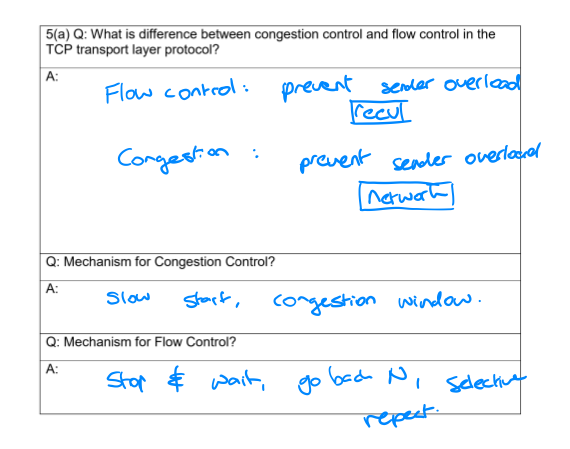 5(a) Q: What is difference between congestion control and flow control in the
TCP transport layer protocol?
A:
Flow control: prevent sender overload
recv
Congestion : prevent sender overload
network
Q: Mechanism for Congestion Control?
A:
Slow start, congestion window.
Q: Mechanism for Flow Control?
A:
Stop & wait, go back N, selective
repeat.